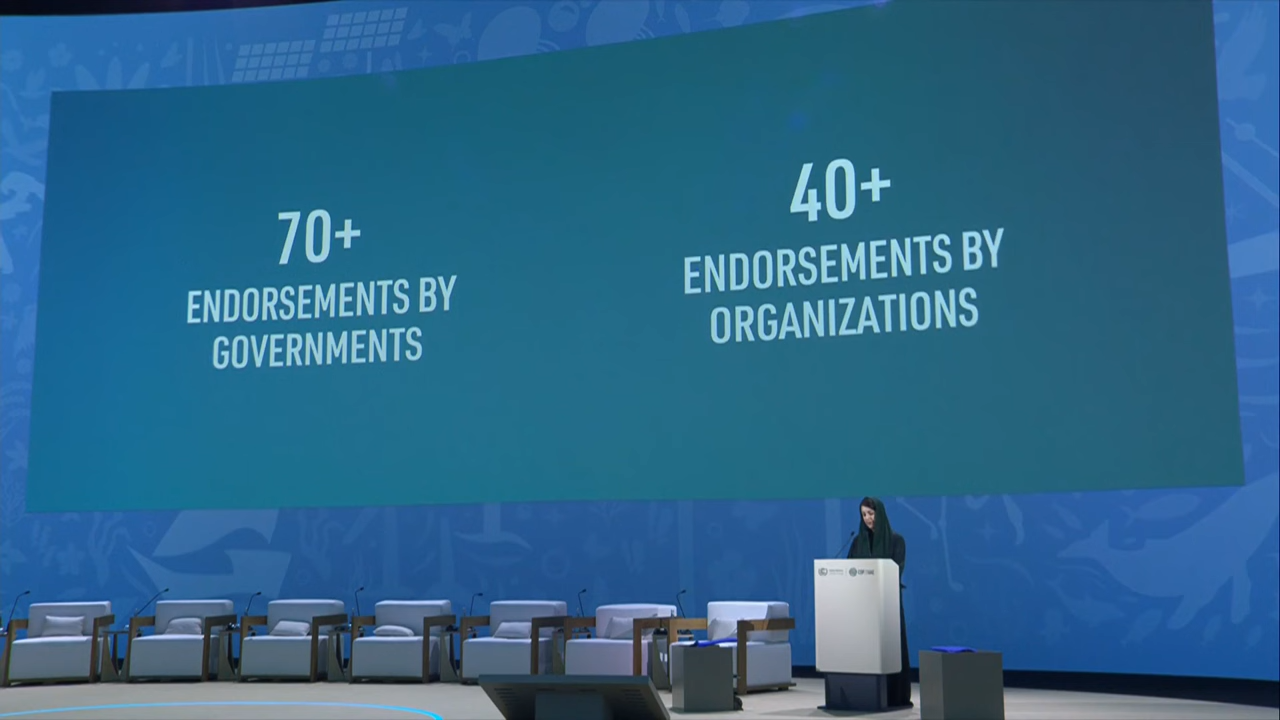 70+
ENDORSEMENTS BY
GOVERNMENTS
40+
ENDORSEMENTS BY
ORGANIZATIONS